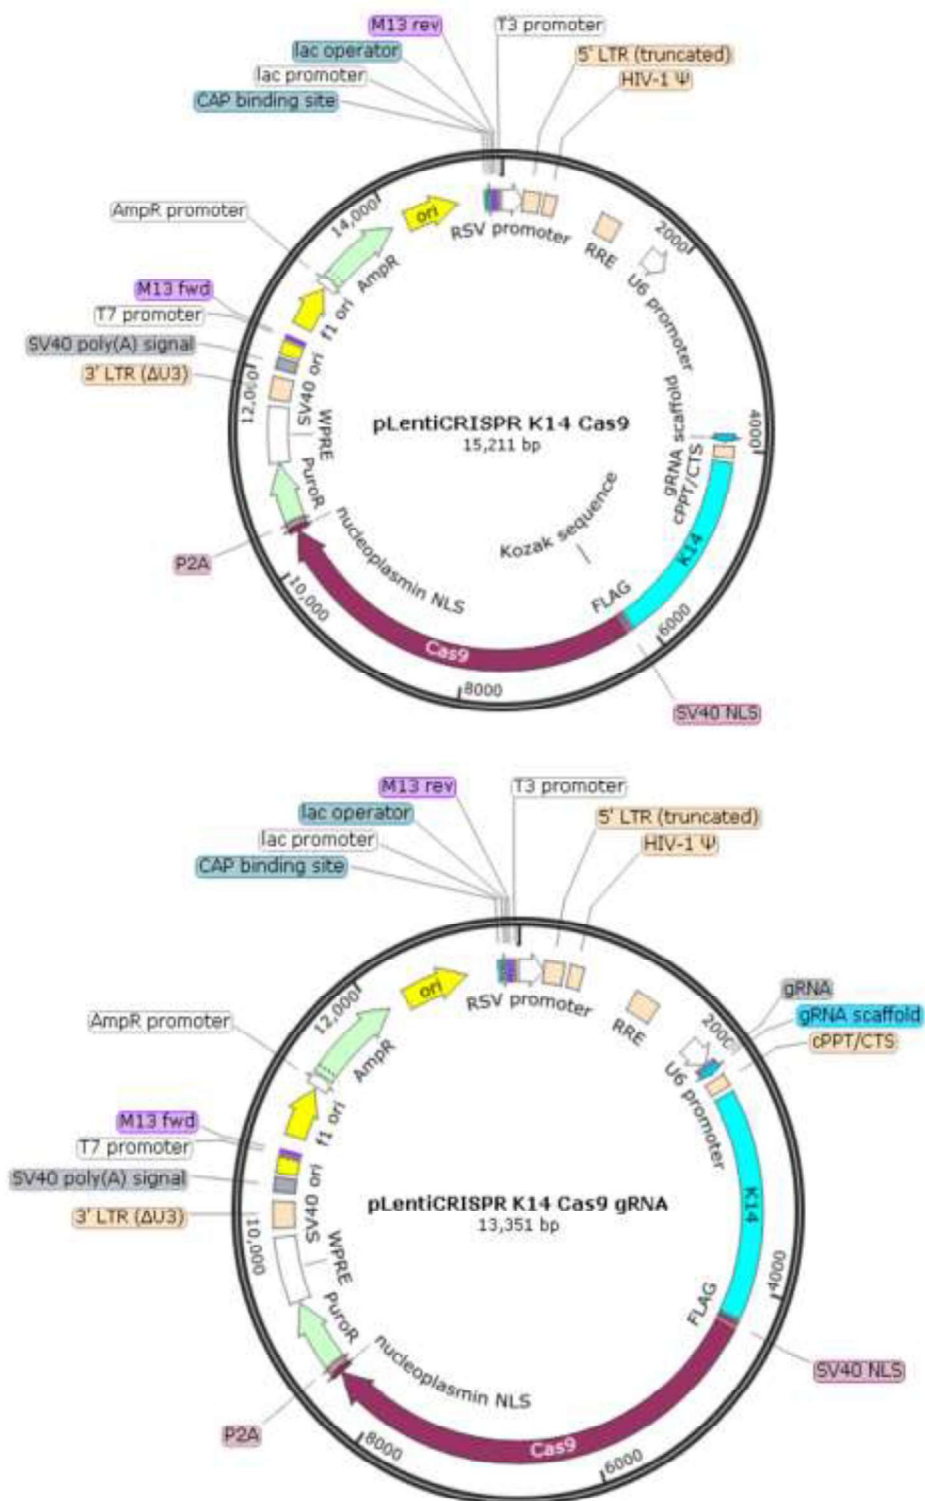 M13 rev
T3 promoter
lac operator
5' LTR (truncated)
lac promoter
HIV-1 Ψ
CAP binding site
AmpR promoter
14,000
ori
RSV promoter
RRE
2000
U6 promoter
AmpR
M13 fwd
f1 ori
T7 promoter
SV40 poly(A) signal
SV40 ori
3' LTR (ΔU3)
12,000
WPRE
pLentiCRISPR K14 Cas9
15,211 bp
gRNA scaffold
4000
cPPT/CTS
PuroR
Kozak sequence
K14
P2A
nucleoplasmin NLS
10,000
FLAG
6000
Cas9
8000
SV40 NLS
M13 rev
T3 promoter
lac operator
5' LTR (truncated)
lac promoter
HIV-1 Ψ
CAP binding site
12,000
ori
RSV promoter
RRE
2000
gRNA
gRNA scaffold
cPPT/CTS
AmpR promoter
AmpR
U6 promoter
M13 fwd
f1 ori
T7 promoter
SV40 poly(A) signal
SV40 ori
3' LTR (ΔU3)
10,000
WPRE
pLentiCRISPR K14 Cas9 gRNA
13,351 bp
K14
4000
PuroR
FLAG
nucleoplasmin NLS
SV40 NLS
P2A
8000
Cas9
6000